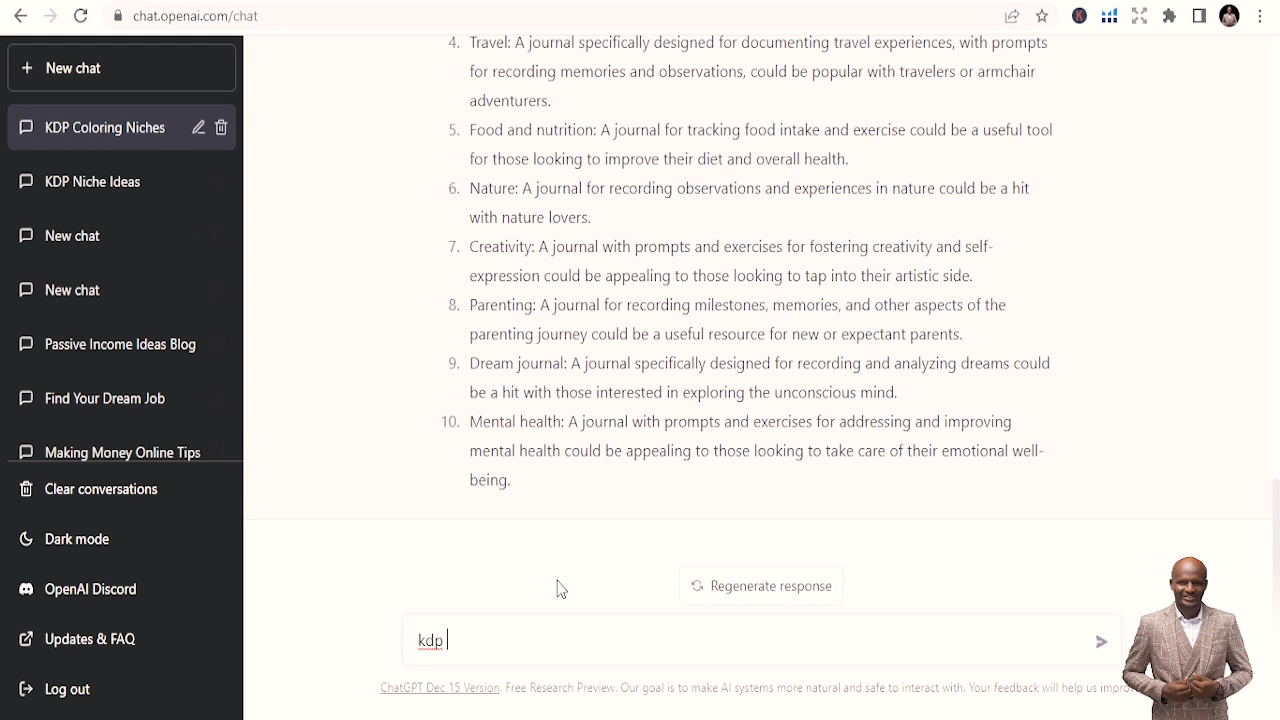 chat.openai.com/chat
New chat
KDP Coloring Niches
KDP Niche Ideas
New chat
New chat
Passive Income Ideas Blog
Find Your Dream Job
Making Money Online Tips
Clear conversations
Dark mode
OpenAI Discord
Updates & FAQ
Log out
4. Travel: A journal specifically designed for documenting travel experiences, with prompts
for recording memories and observations, could be popular with travelers or armchair
adventurers.
5. Food and nutrition: A journal for tracking food intake and exercise could be a useful tool
for those looking to improve their diet and overall health.
6. Nature: A journal for recording observations and experiences in nature could be a hit
with nature lovers.
7. Creativity: A journal with prompts and exercises for fostering creativity and self-
expression could be appealing to those looking to tap into their artistic side.
8. Parenting: A journal for recording milestones, memories, and other aspects of the
parenting journey could be a useful resource for new or expectant parents.
9. Dream journal: A journal specifically designed for recording and analyzing dreams could
be a hit with those interested in exploring the unconscious mind.
10. Mental health: A journal with prompts and exercises for addressing and improving
mental health could be appealing to those looking to take care of their emotional well-
being.
Regenerate response
kdp
ChatGPT Dec 15 Version. Free Research Preview. Our goal is to make AI systems more natural and safe to interact with. Your feedback will help us